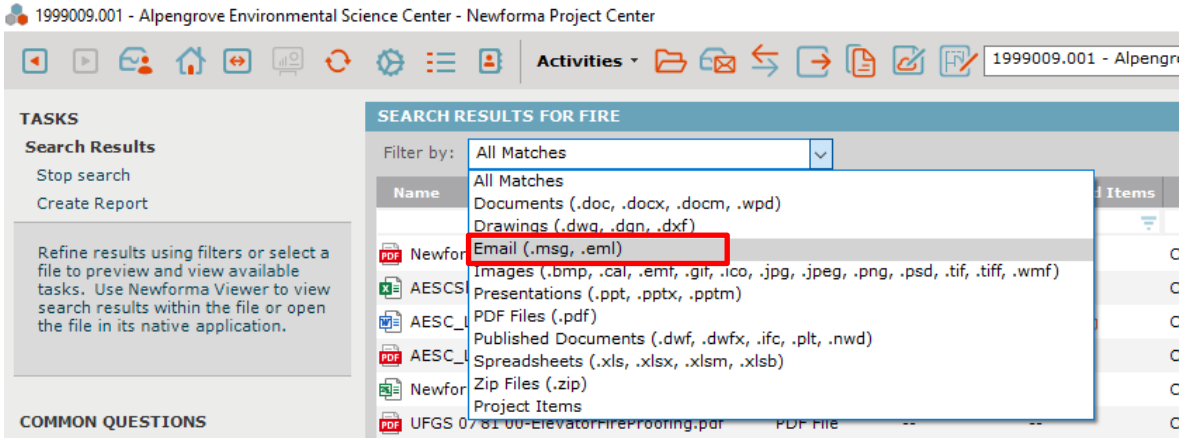 1999009.001 - Alpengrove Environmental Science Center - Newforma Project Center
Activities
1999009.001 - Alpengr
TASKS
Search Results
Stop search
Create Report
Refine results using filters or select a
file to preview and view available
tasks. Use Newforma Viewer to view
search results within the file or open
the file in its native application.
COMMON QUESTIONS
SEARCH RESULTS FOR FIRE
Filter by: All Matches
Name
Items
All Matches
Documents (.doc, .docx, .docm, .wpd)
Drawings (.dwg, .dgn, .dxf)
Email (.msg, .eml)
Images (.bmp, .cal, .emf, .gif, .ico, .jpg, .jpeg, .png, .psd, .tif, .tiff, .wmf)
Presentations (.ppt, .pptx, .pptm)
PDF Files (.pdf)
Published Documents (.dwf, .dwfx, .ifc, .plt, .nwd)
Spreadsheets (.xls, .xlsx, .xlsm, .xlsb)
Zip Files (.zip)
Project Items
PDF Newfor
AESCS
AESC_L
PDF AESC_L
Newfor
PDF UFGS 07 81 00-ElevatorFireProofing.pdf PDF File -- --